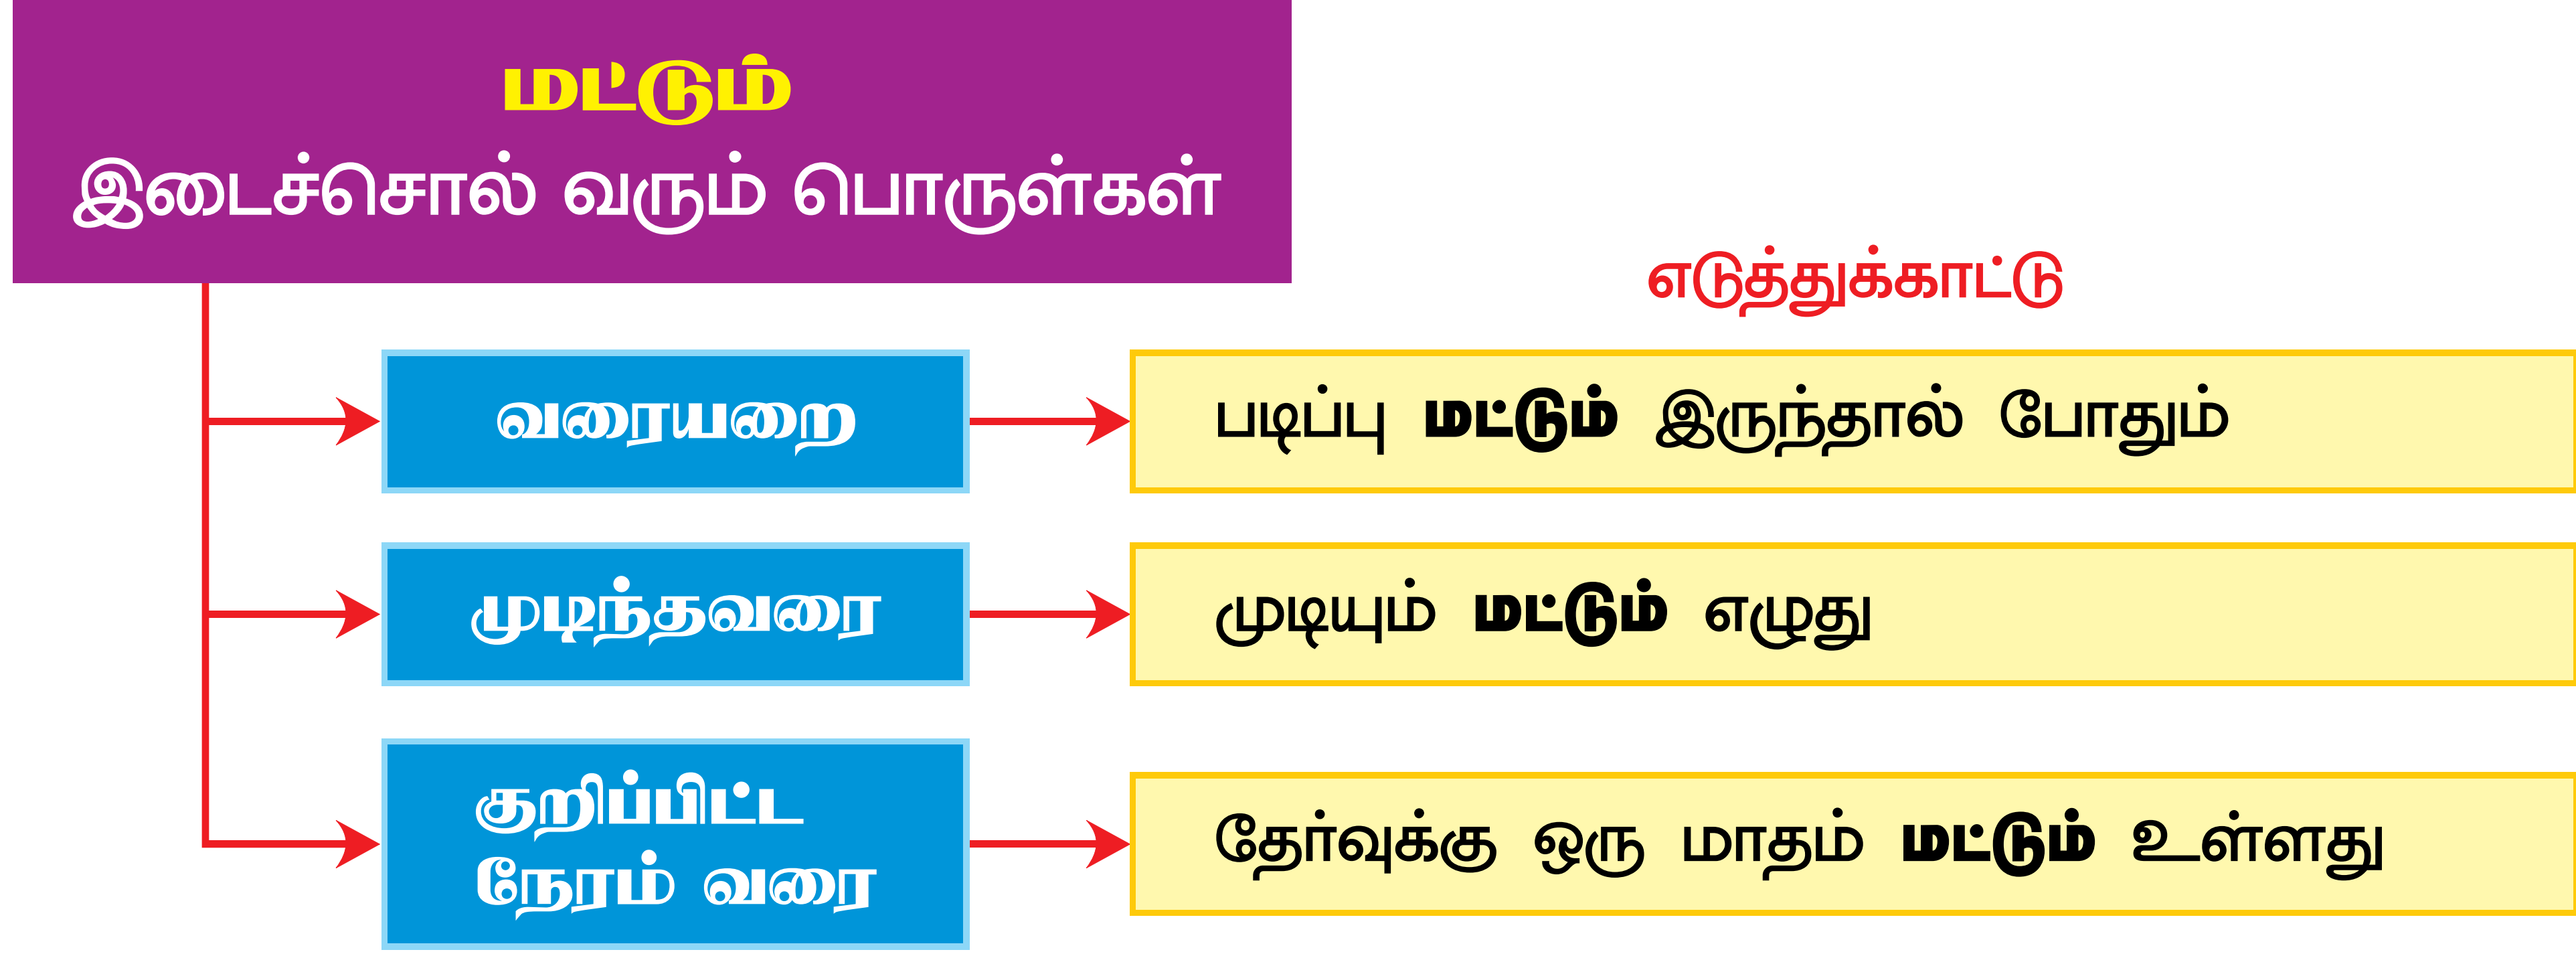 மட்டும்
இடைச்சொல் வரும் பொருள்கள்
எடுத்துக்காட்டு
வரையறை
படிப்பு மட்டும் இருந்தால் போதும்
முடிந்தவரை
முடியும் மட்டும் எழுது
குறிப்பிட்ட
நேரம் வரை
தேர்வுக்கு ஒரு மாதம் மட்டும் உள்ளது